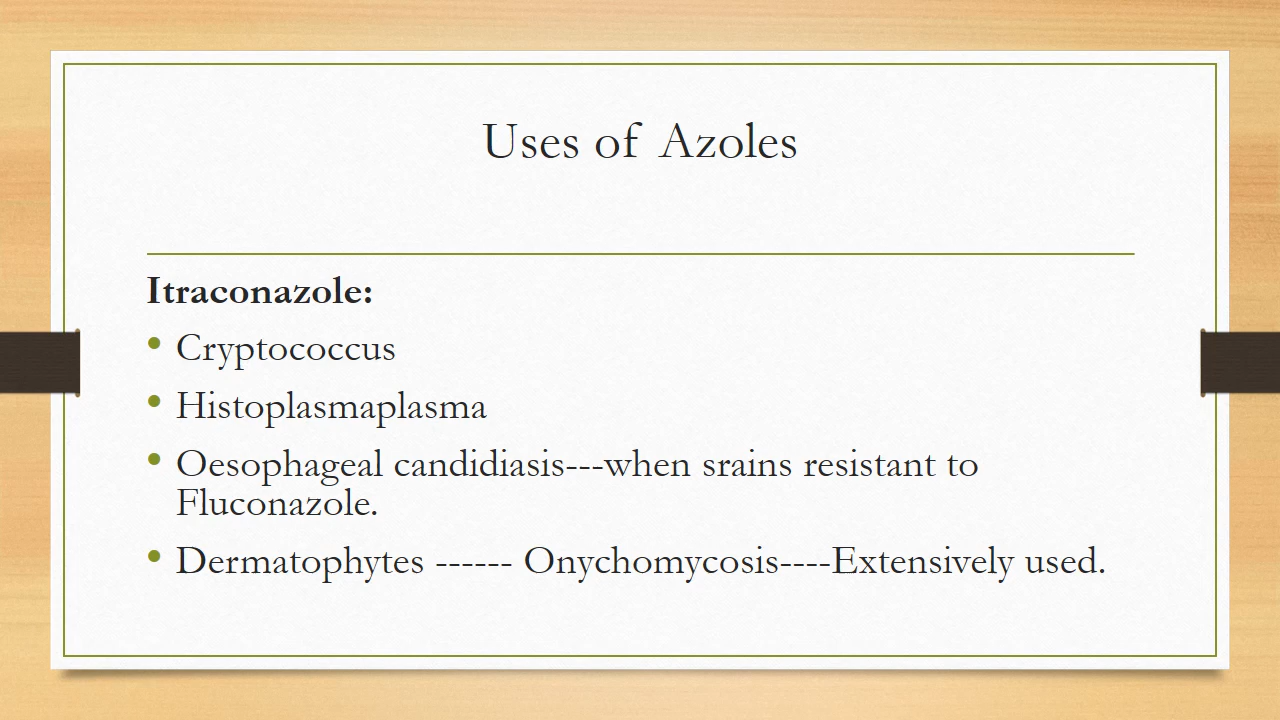 Uses of Azoles
Itraconazole:
• Cryptococcus
• Histoplasmaplasma
• Oesophageal candidiasis---when srains resistant to
Fluconazole.
• Dermatophytes ------ Onychomycosis----Extensively used.